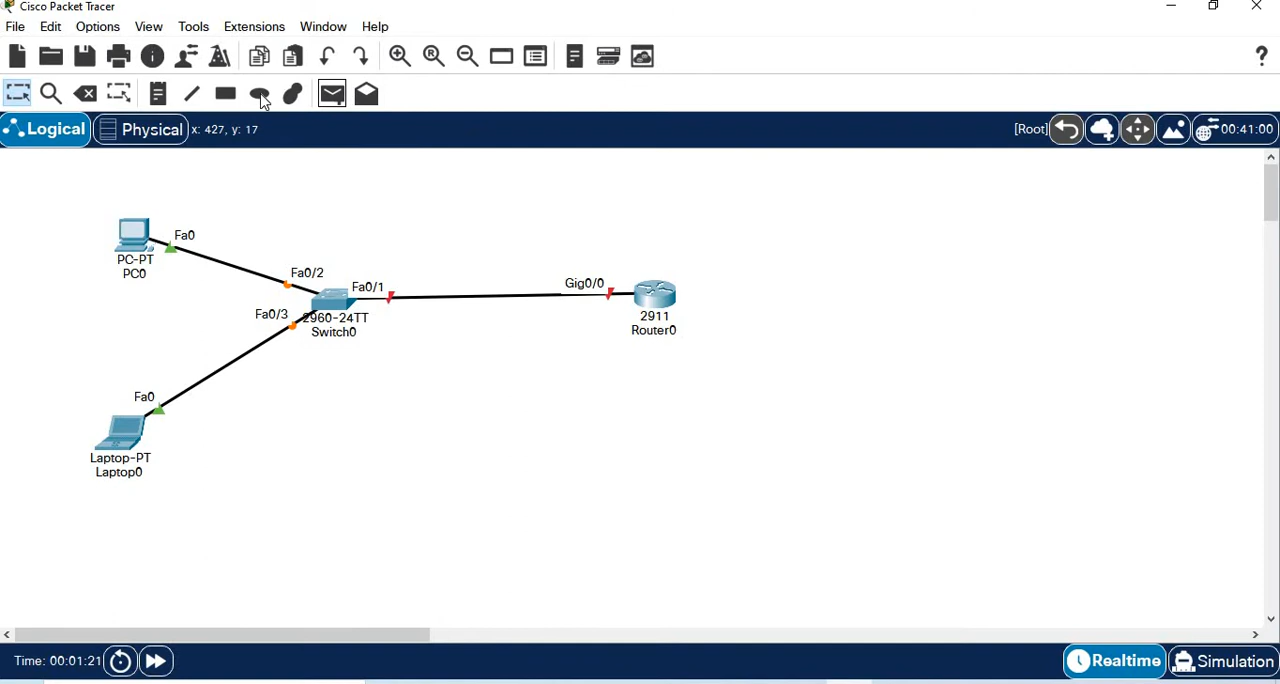 Cisco Packet Tracer
File Edit Options View Tools Extensions Window Help
?
Logical Physical x: 427, y: 17 [Root] 00:41:00
Fa0
PC-PT
PC0
Fa0/2
Fa0/1
Gig0/0
Fa0/3
2960-24TT
Switch0
2911
Router0
Fa0
Laptop-PT
Laptop0
Time: 00:01:21 Realtime Simulation